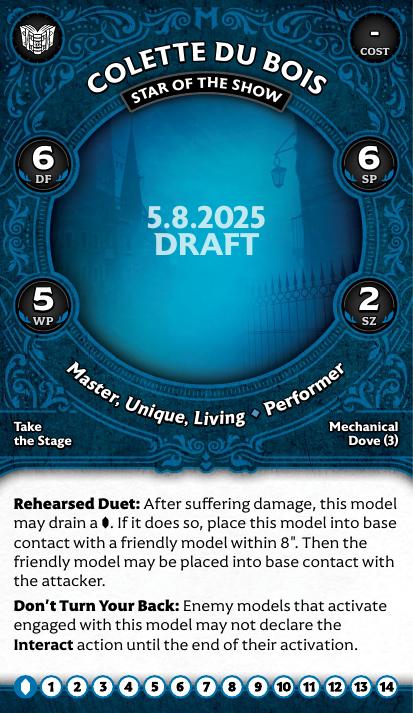 -
COST
COLETTE DU BOIS
STAR OF THE SHOW
6
DF
6
SP
5.8.2025
DRAFT
5
WP
2
SZ
Master, Unique, Living ◆ Performer
Take
the Stage
Mechanical
Dove (3)
Rehearsed Duet: After suffering damage, this model
may drain a ⬮. If it does so, place this model into base
contact with a friendly model within 8". Then the
friendly model may be placed into base contact with
the attacker.
Don't Turn Your Back: Enemy models that activate
engaged with this model may not declare the
Interact action until the end of their activation.
1 2 3 4 5 6 7 8 9 10 11 12 13 14